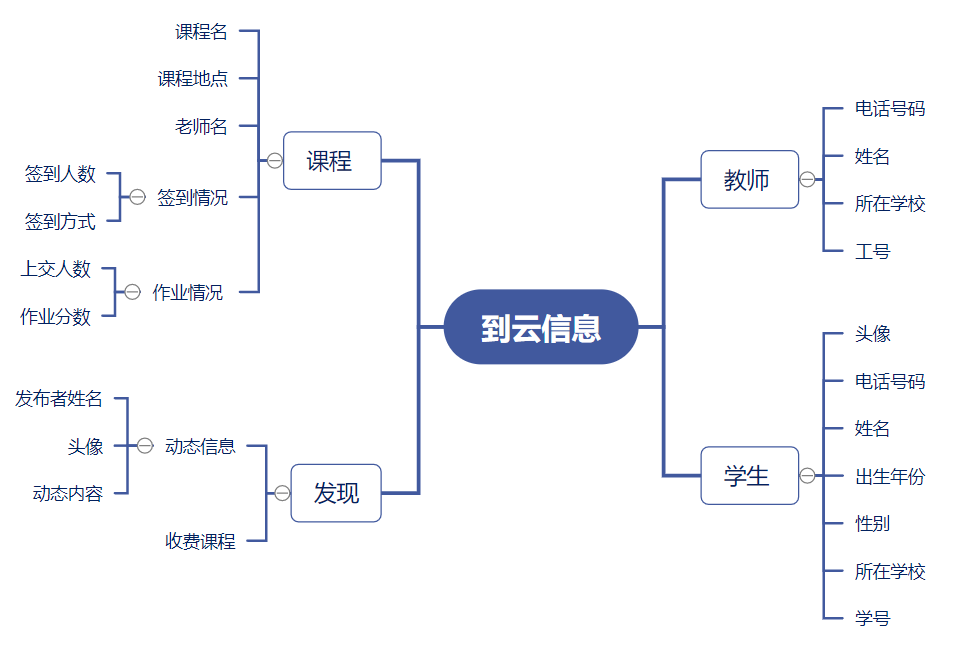 到云信息
课程
课程名
课程地点
老师名
签到情况
签到人数
签到方式
作业情况
上交人数
作业分数
发现
动态信息
发布者姓名
头像
动态内容
收费课程
教师
电话号码
姓名
所在学校
工号
学生
头像
电话号码
姓名
出生年份
性别
所在学校
学号